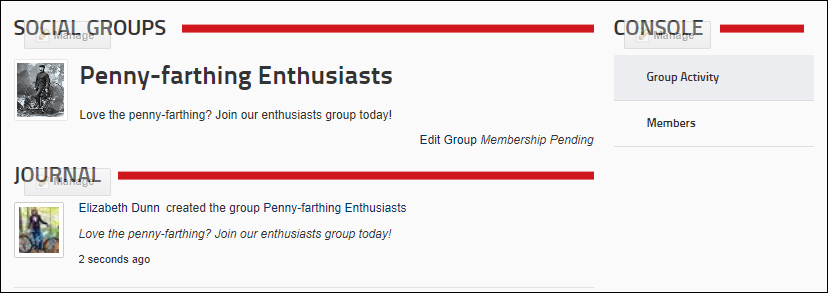 SOCIAL GROUPS
Manage
Penny-farthing Enthusiasts
Love the penny-farthing? Join our enthusiasts group today!
Edit Group Membership Pending
JOURNAL
Manage
Elizabeth Dunn created the group Penny-farthing Enthusiasts
Love the penny-farthing? Join our enthusiasts group today!
2 seconds ago
CONSOLE
Manage
Group Activity
Members